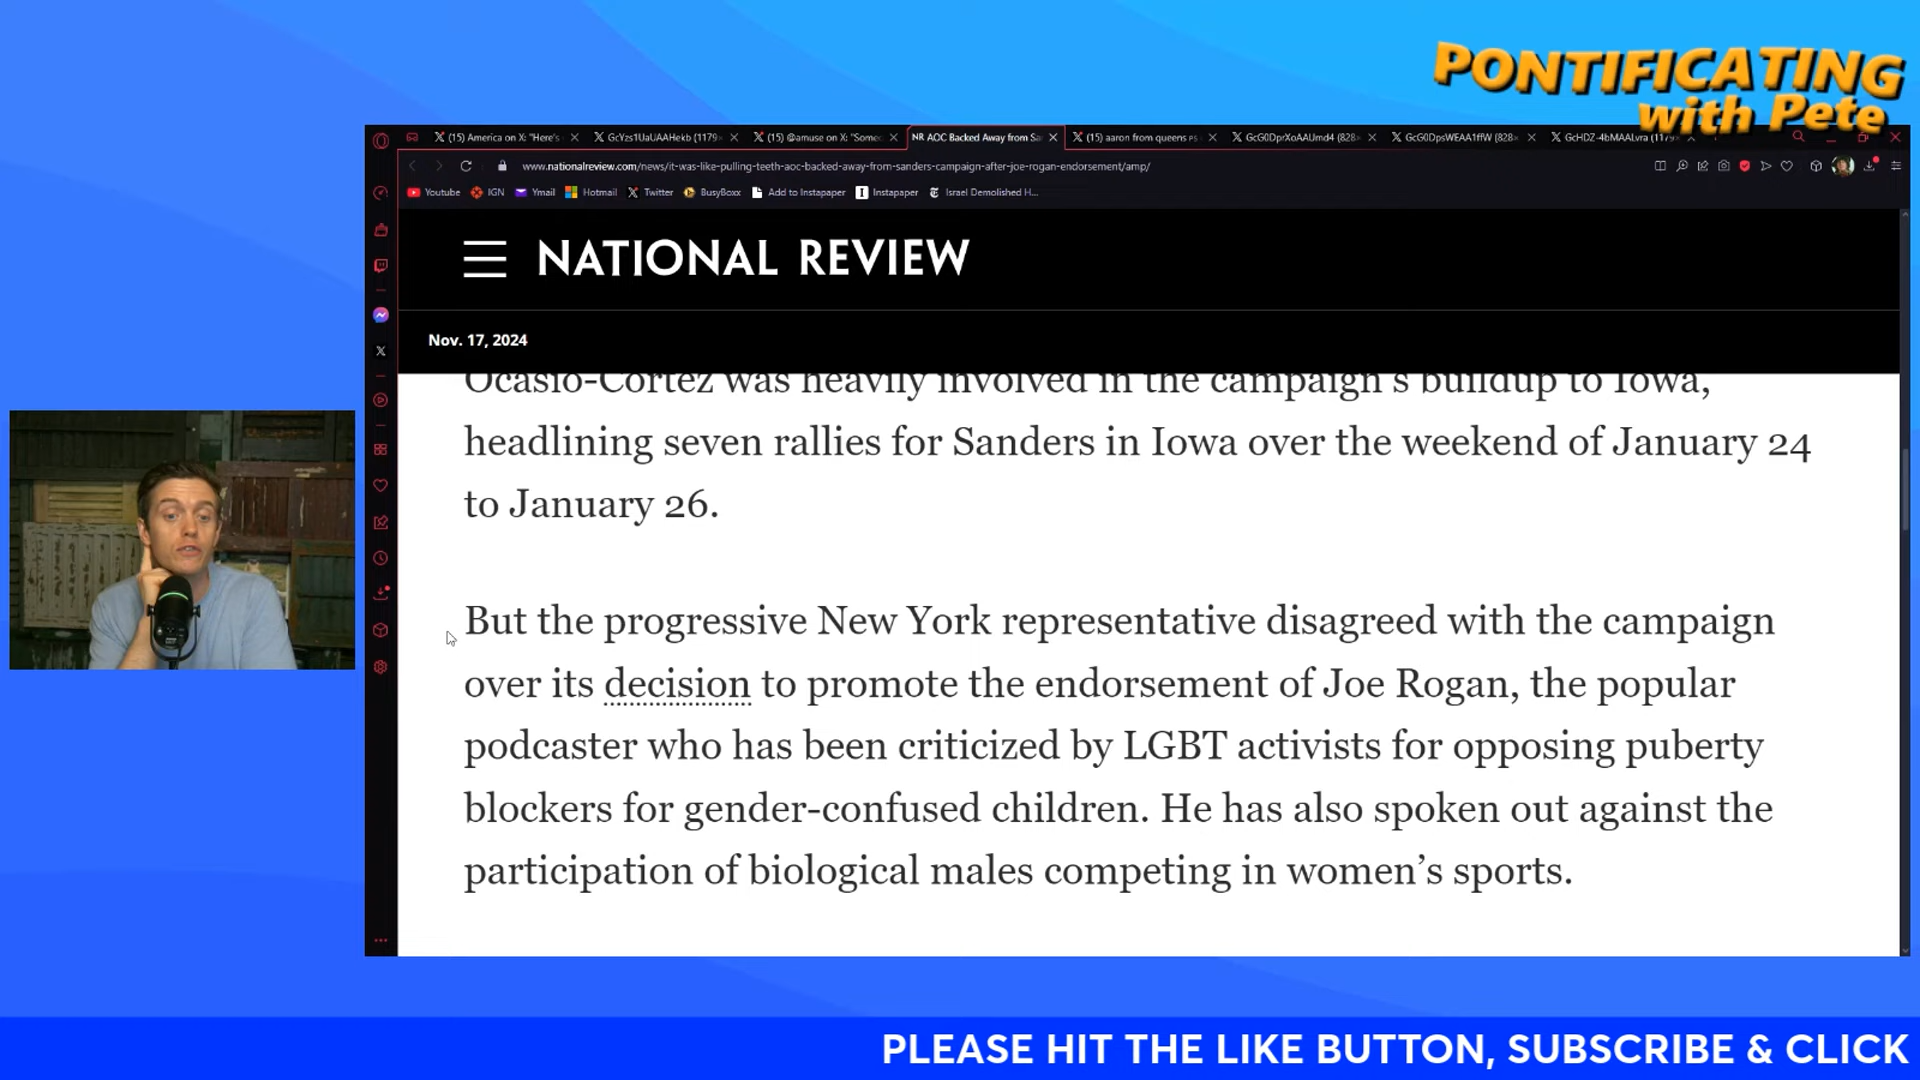 PONTIFICATING
with Pete
(15) America on X: "Here's
GcYzs1UaUAAHekb (1179×
(15) @amuse on X: "Some
NR AOC Backed Away from Sa
(15) aaron from queens
GcG0DprXoAAUmd4 (828×
GcG0DpsWEAA1ffW (828×
GcHDZ-4bMAALvra (1179×
www.nationalreview.com/news/it-was-like-pulling-teeth-aoc-backed-away-from-sanders-campaign-after-joe-rogan-endorsement/amp/
Youtube IGN Ymail Hotmail Twitter BusyBoxx Add to Instapaper Instapaper Israel Demolished H...
NATIONAL REVIEW
Nov. 17, 2024
Ocasio-Cortez was heavily involved in the campaign's buildup to Iowa,
headlining seven rallies for Sanders in Iowa over the weekend of January 24
to January 26.
But the progressive New York representative disagreed with the campaign
over its decision to promote the endorsement of Joe Rogan, the popular
podcaster who has been criticized by LGBT activists for opposing puberty
blockers for gender-confused children. He has also spoken out against the
participation of biological males competing in women's sports.
PLEASE HIT THE LIKE BUTTON, SUBSCRIBE & CLICK